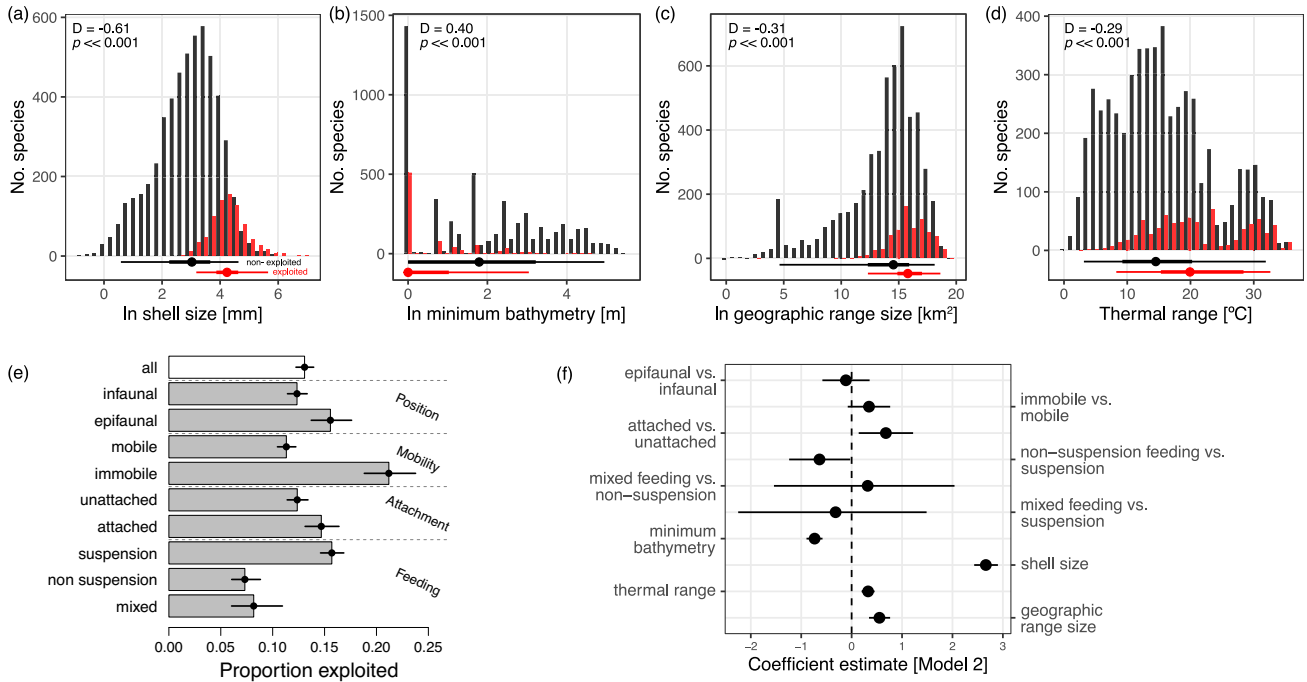 (a)
D = -0.61
p << 0.001
600
400
200
0
No. species
non- exploited
exploited
0
2
4
6
ln shell size [mm]
(b)
D = 0.40
p << 0.001
1500
1000
500
0
No. species
0
2
4
ln minimum bathymetry [m]
(c)
D = -0.31
p << 0.001
600
400
200
0
No. species
0
5
10
15
20
ln geographic range size [km²]
(d)
D = -0.29
p << 0.001
400
300
200
100
0
No. species
0
10
20
30
Thermal range [ºC]
(e)
all
infaunal
epifaunal
Position
mobile
immobile
Mobility
unattached
attached
Attachment
suspension
non suspension
mixed
Feeding
0.00
0.05
0.10
0.15
0.20
0.25
Proportion exploited
(f)
epifaunal vs.
infaunal
immobile vs.
mobile
attached vs.
unattached
non−suspension feeding vs.
suspension
mixed feeding vs.
non−suspension
mixed feeding vs.
suspension
minimum
bathymetry
shell size
thermal range
geographic
range size
−2
−1
0
1
2
3
Coefficient estimate [Model 2]